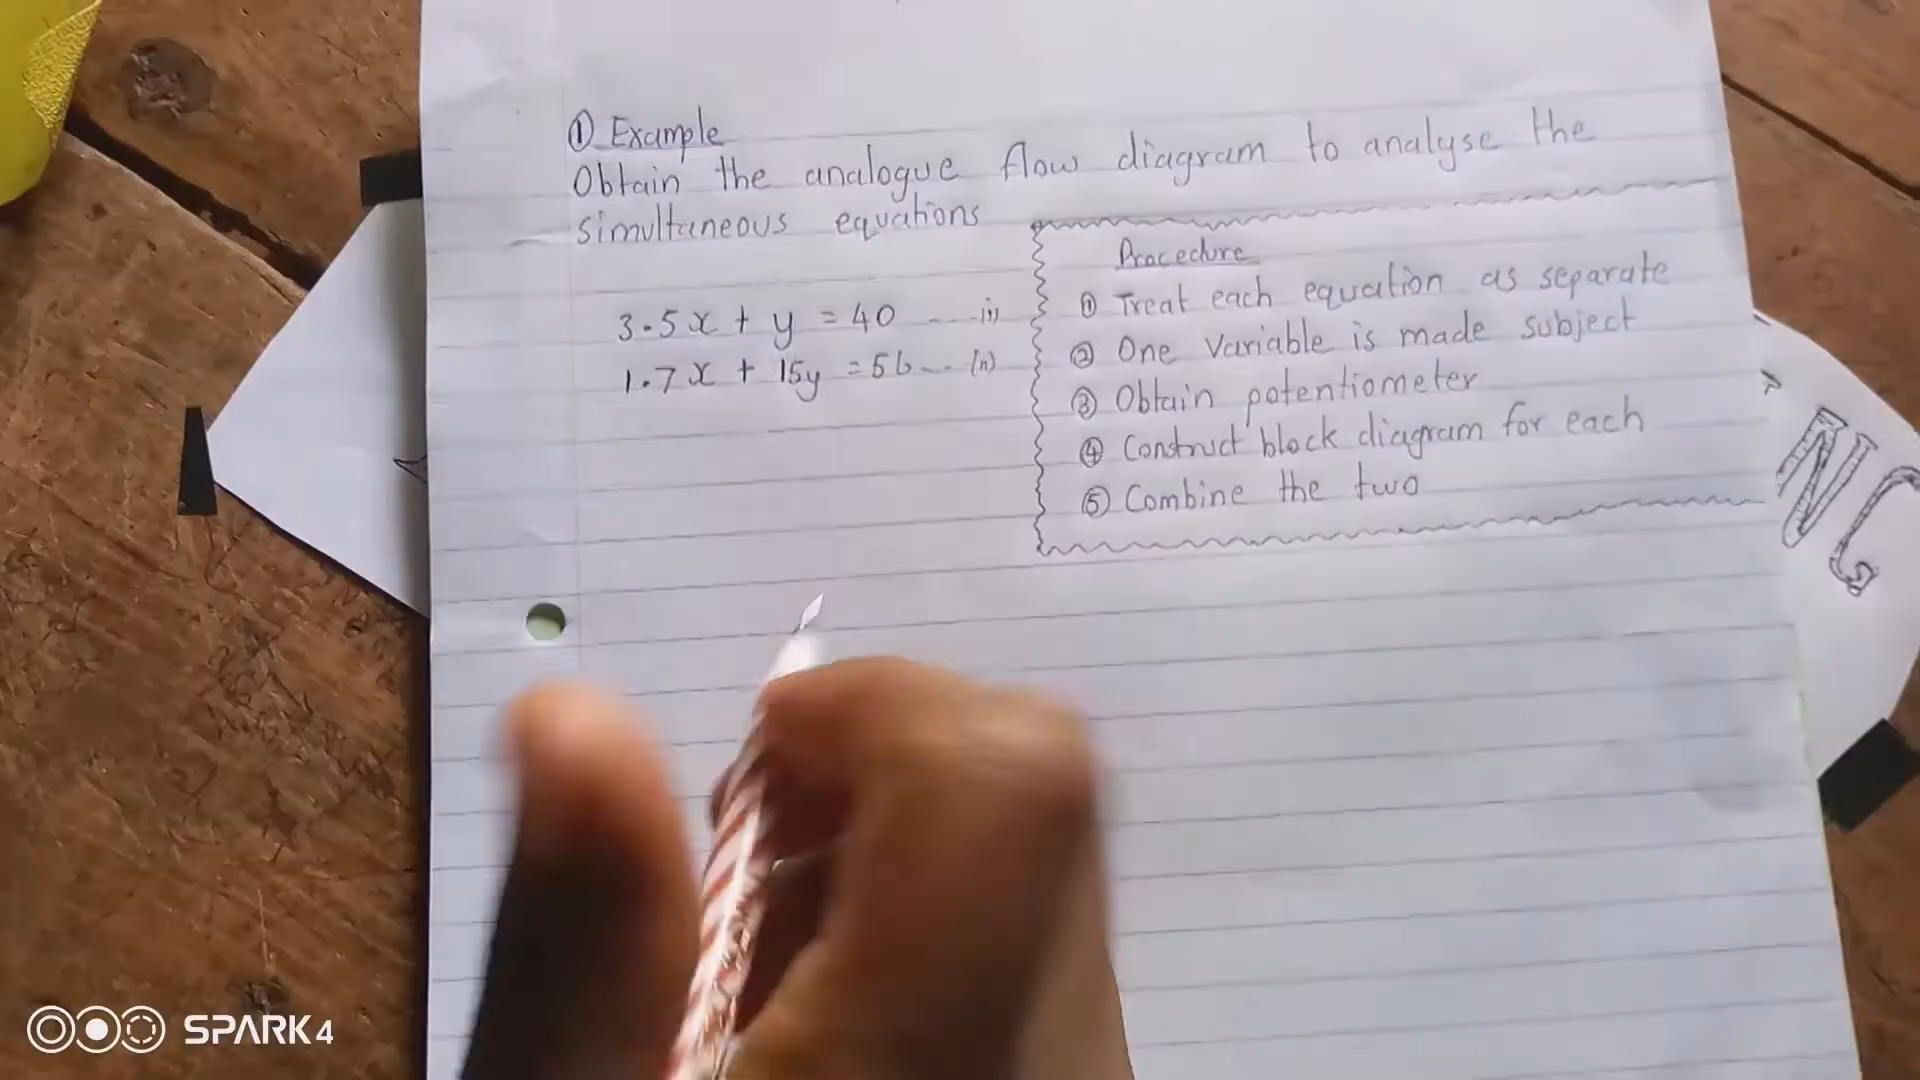 ① Example
Obtain the analogue flow diagram to analyse the
simultaneous equations
3.5x + y = 40 ---- (i)
1.7x + 15y = 56 --- (ii)
Procedure
① Treat each equation as separate
② One variable is made subject
③ Obtain potentiometer
④ Construct block diagram for each
⑤ Combine the two
NC
SPARK 4